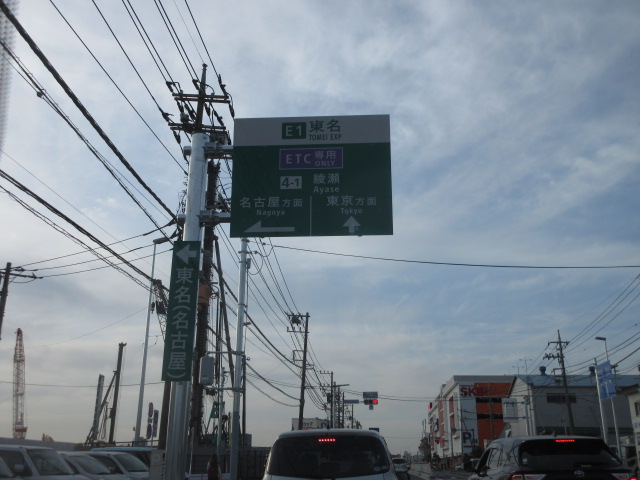 E1 東名
TOMEI EXP
ETC 専用
ONLY
4-1 綾瀬
Ayase
名古屋方面 東京方面
Nagoya Tokyo
東名(名古屋)